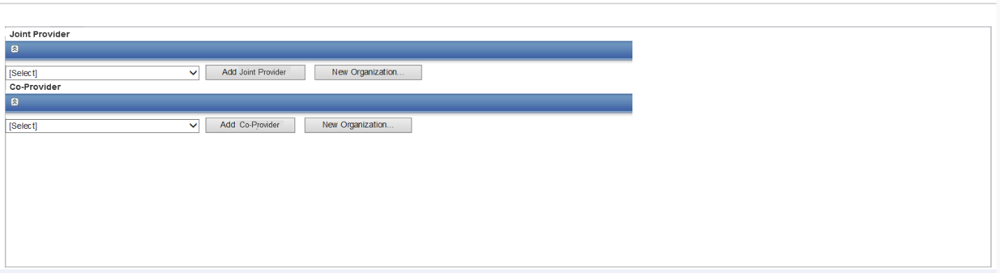 Joint Provider
[Select] Add Joint Provider New Organization...
Co-Provider
[Select] Add Co-Provider New Organization...